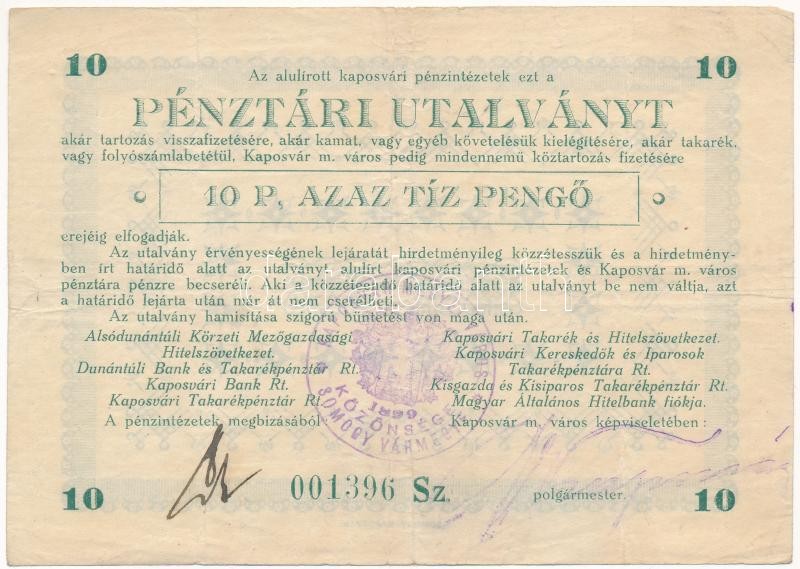 10 10
Az alulírott kaposvári pénzintézetek ezt a
PÉNZTÁRI UTALVÁNYT
akár tartozás visszafizetésére, akár kamat, vagy egyéb követelésük kielégítésére, akár takarék,
vagy folyószámlabetétül, Kaposvár m. város pedig mindennemű köztartozás fizetésére
10 P, AZAZ TÍZ PENGŐ
erejéig elfogadják.
Az utalvány érvényességének lejáratát hirdetményileg közzétesszük és a hirdetmény-
ben írt határidő alatt az utalványt alulírt kaposvári pénzintézetek és Kaposvár m. város
pénztára pénzre becseréli. Aki a közzéteendő határidő alatt az utalványt be nem váltja, azt
a határidő lejárta után már át nem cserélheti.
Az utalvány hamisítása szigorú büntetést von maga után.
Alsódunántúli Körzeti Mezőgazdasági
Hitelszövetkezet.
Dunántúli Bank és Takarékpénztár Rt.
Kaposvári Bank Rt.
Kaposvári Takarékpénztár Rt.
Kaposvári Takarék és Hitelszövetkezet.
Kaposvári Kereskedők és Iparosok
Takarékpénztára Rt.
Kisgazda és Kisiparos Takarékpénztár Rt.
Magyar Általános Hitelbank fiókja.
A pénzintézetek megbizásából
Kaposvár m. város képviseletében :
1899
KÖZÖNSÉGE
SOMOGY VÁRMEGYE
001396 Sz.
polgármester.
10 10